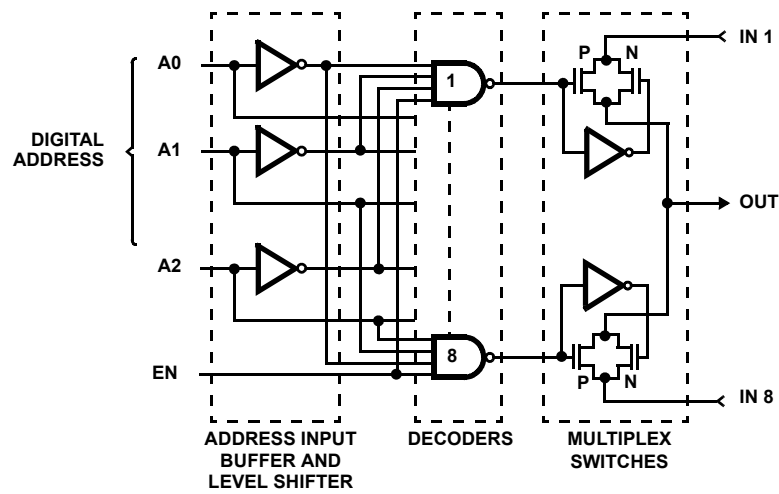 A0
P
N
IN 1
1
DIGITAL
ADDRESS
A1
OUT
A2
EN
8
P
N
IN 8
ADDRESS INPUT
BUFFER AND
LEVEL SHIFTER
DECODERS
MULTIPLEX
SWITCHES